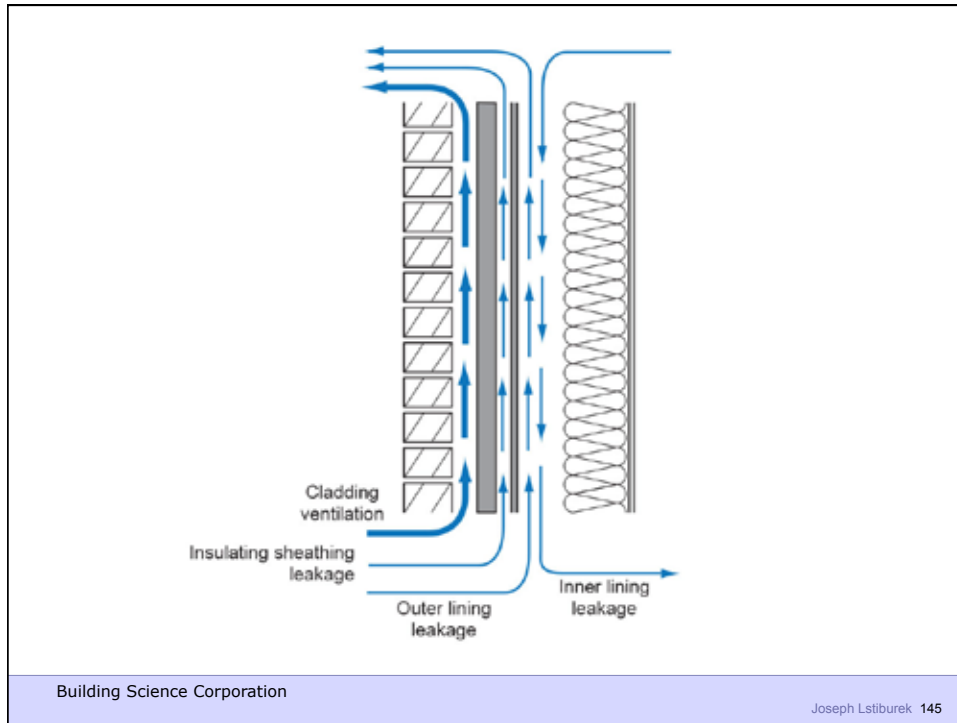 Cladding
ventilation
Insulating sheathing
leakage
Outer lining
leakage
Inner lining
leakage
Building Science Corporation
Joseph Lstiburek 145